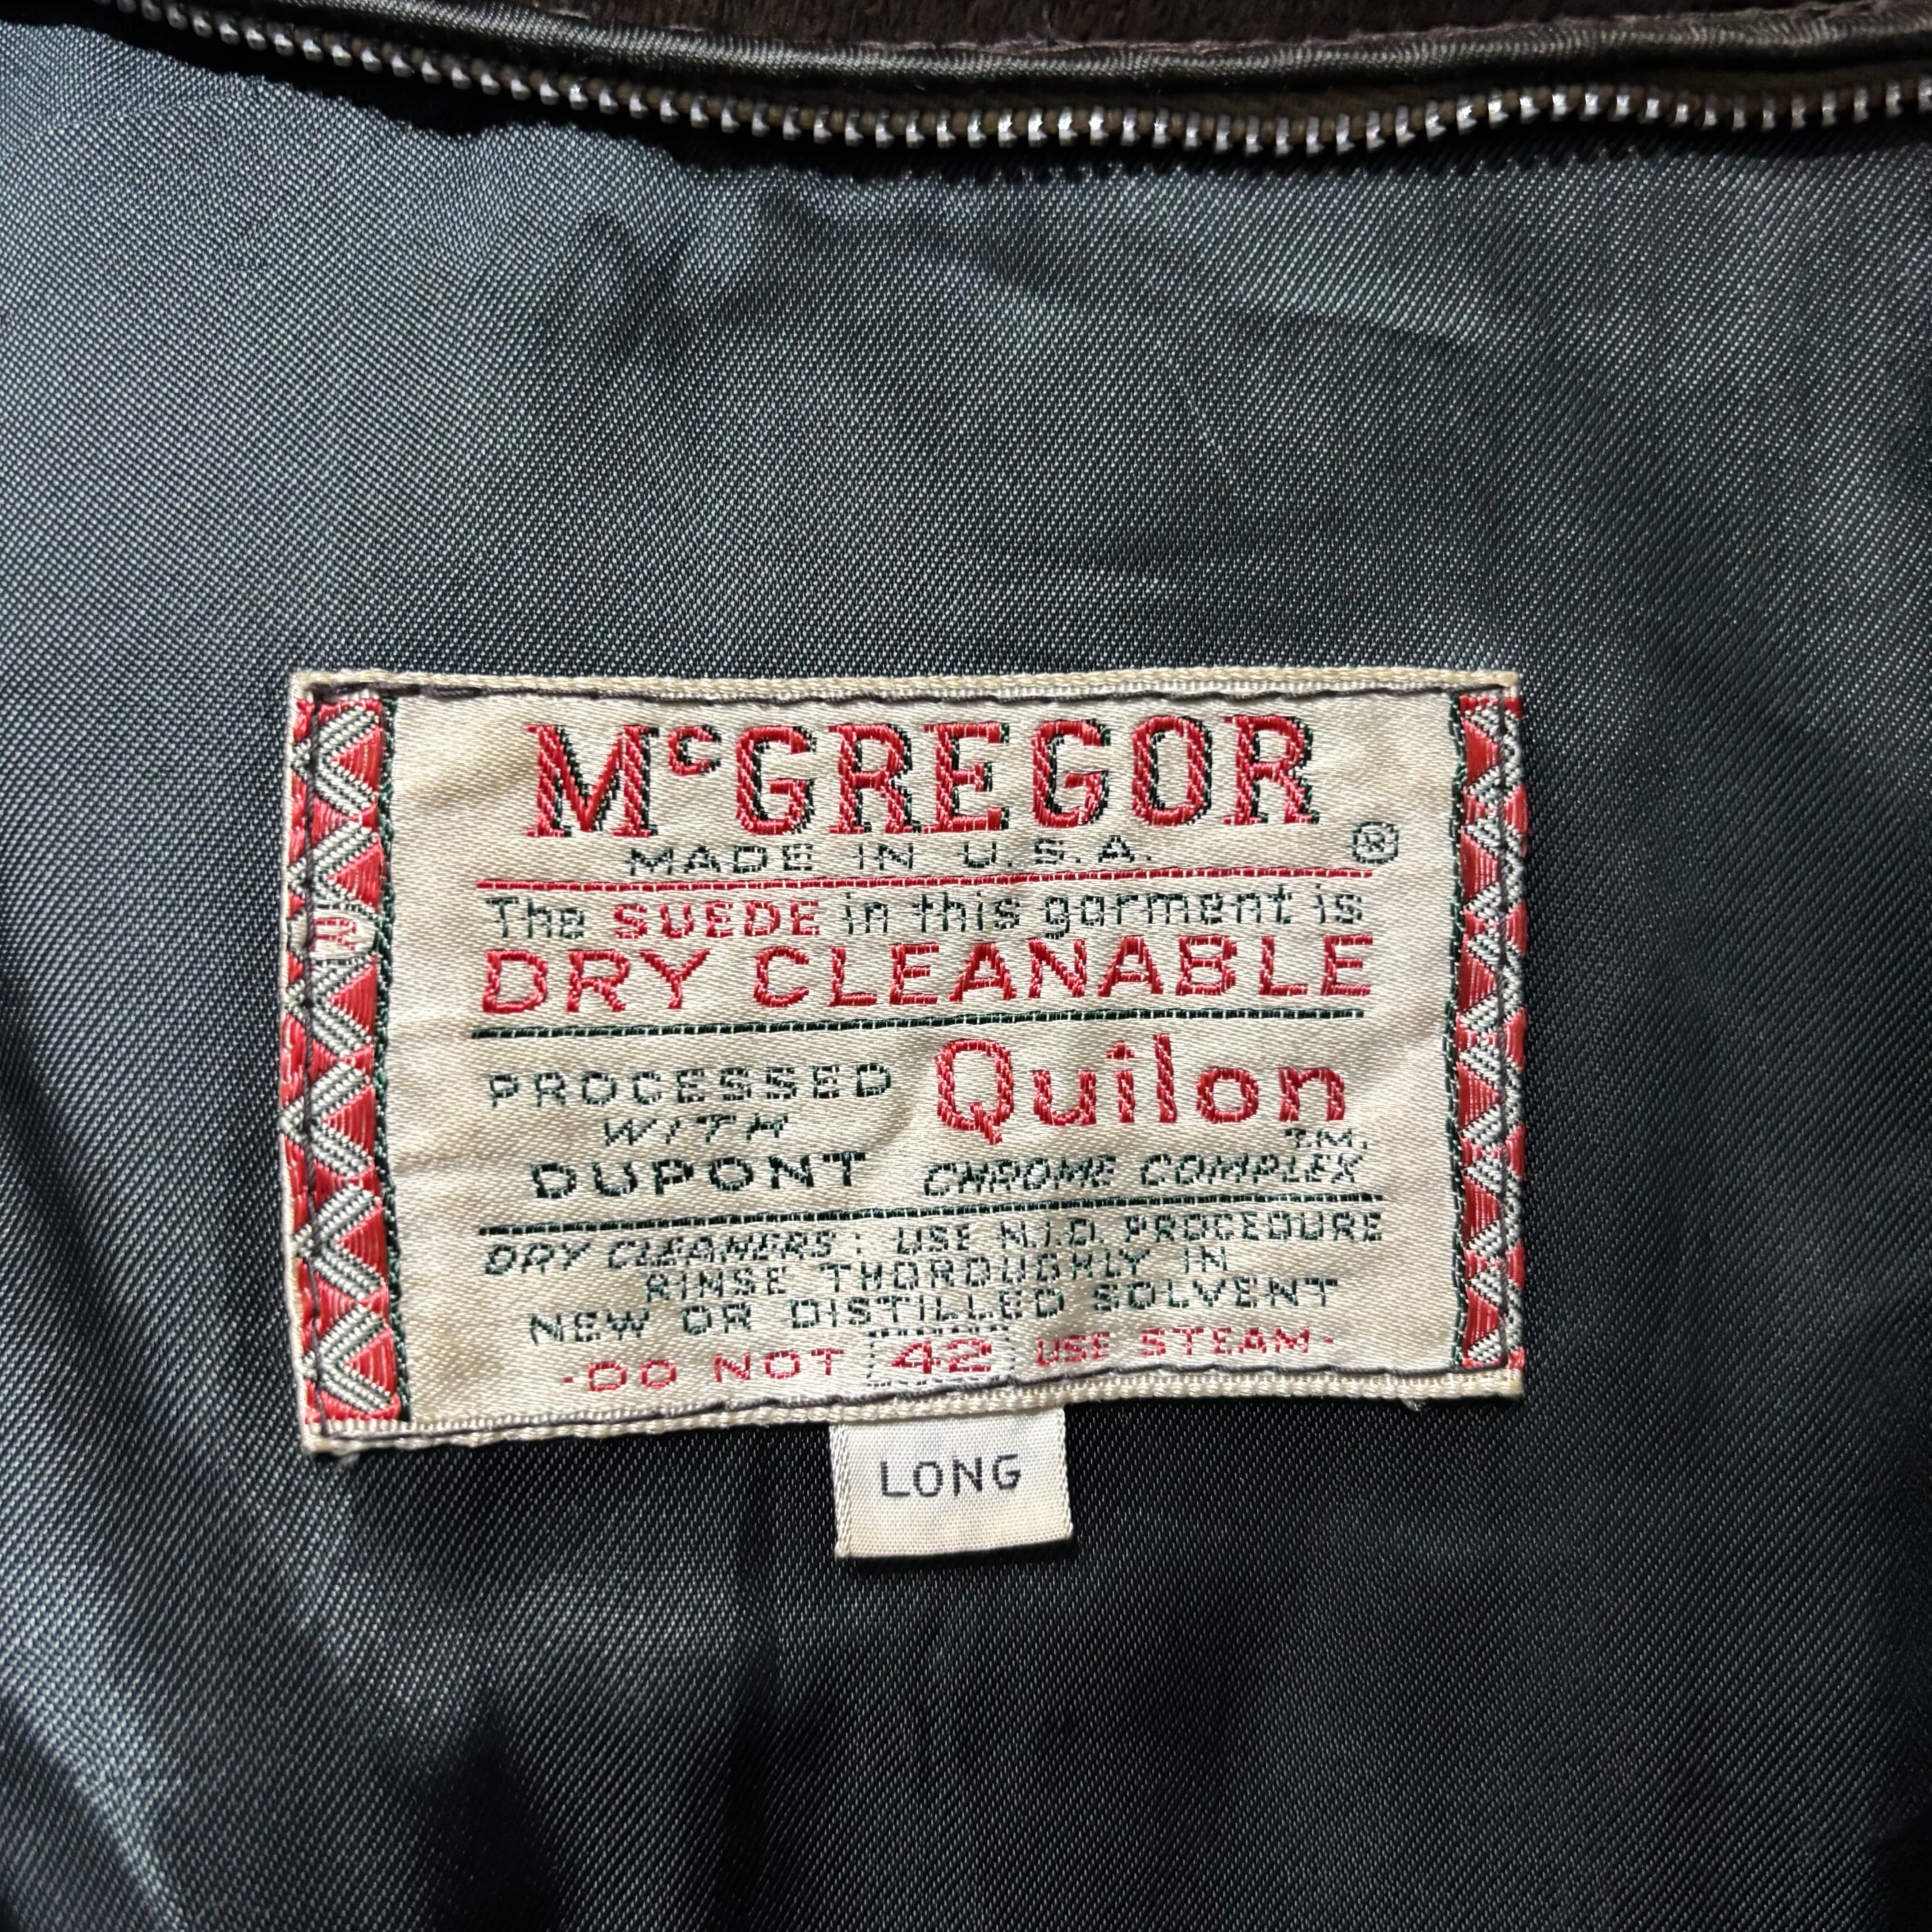 McGREGOR
MADE IN U.S.A. ®
The SUEDE in this garment is
DRY CLEANABLE
PROCESSED WITH DUPONT
Quilon TM.
CHROME COMPLEX
DRY CLEANERS: USE N.I.D. PROCEDURE
RINSE THOROUGHLY IN
NEW OR DISTILLED SOLVENT
-DO NOT 42 USE STEAM-
LONG